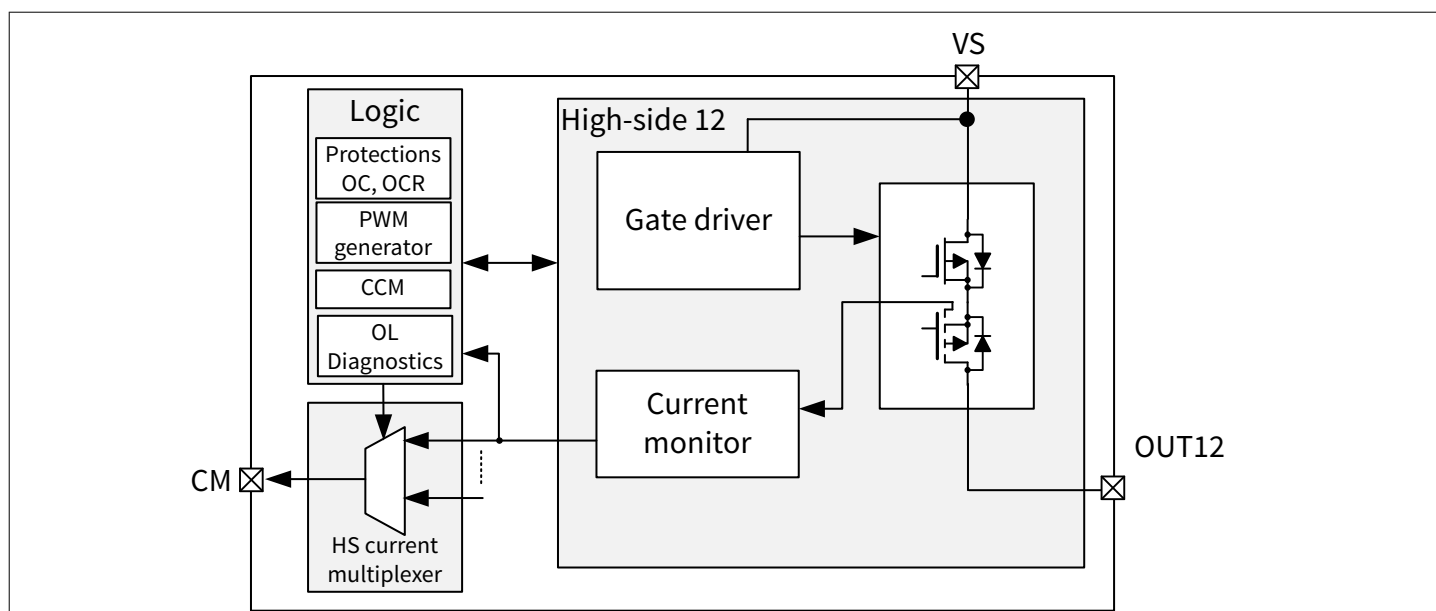 VS
Logic
High-side 12
Protections
OC, OCR
PWM
generator
CCM
OL
Diagnostics
Gate driver
Current
monitor
OUT12
CM
HS current
multiplexer